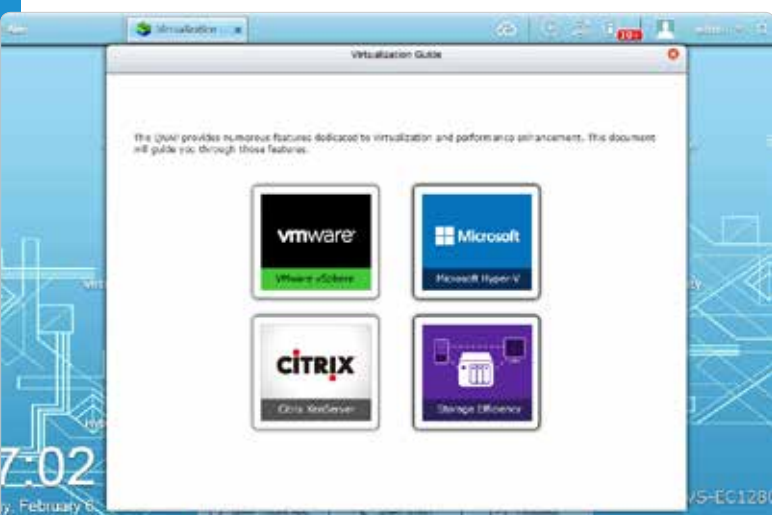 Virtualization
10+
Virtualization Guide
The QNAP provides numerous features dedicated to virtualization and performance enhancement. This document
will guide you through those features.
vmware
VMware vSphere
Microsoft
Microsoft Hyper-V
CITRIX
Citrix XenServer
Storage Efficiency
7:02
y, February 6
VS-EC1280